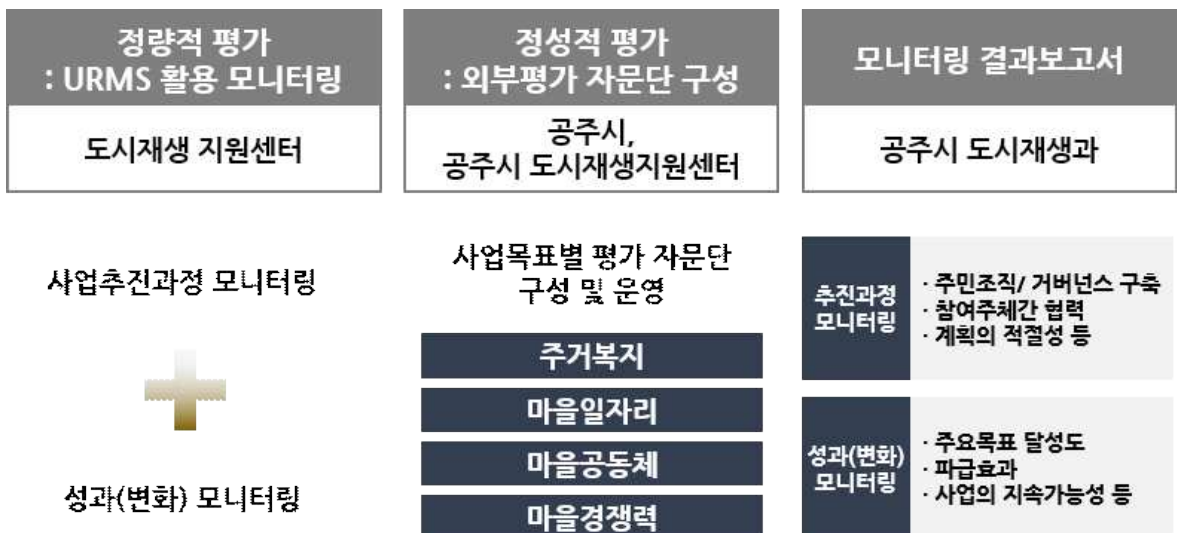 정량적 평가
: URMS 활용 모니터링
도시재생 지원센터
사업추진과정 모니터링
성과(변화) 모니터링
정성적 평가
: 외부평가 자문단 구성
공주시,
공주시 도시재생지원센터
사업목표별 평가 자문단
구성 및 운영
주거복지
마을일자리
마을공동체
마을경쟁력
모니터링 결과보고서
공주시 도시재생과
추진과정
모니터링
· 주민조직/ 거버넌스 구축
· 참여주체간 협력
· 계획의 적절성 등
성과(변화)
모니터링
· 주요목표 달성도
· 파급효과
· 사업의 지속가능성 등